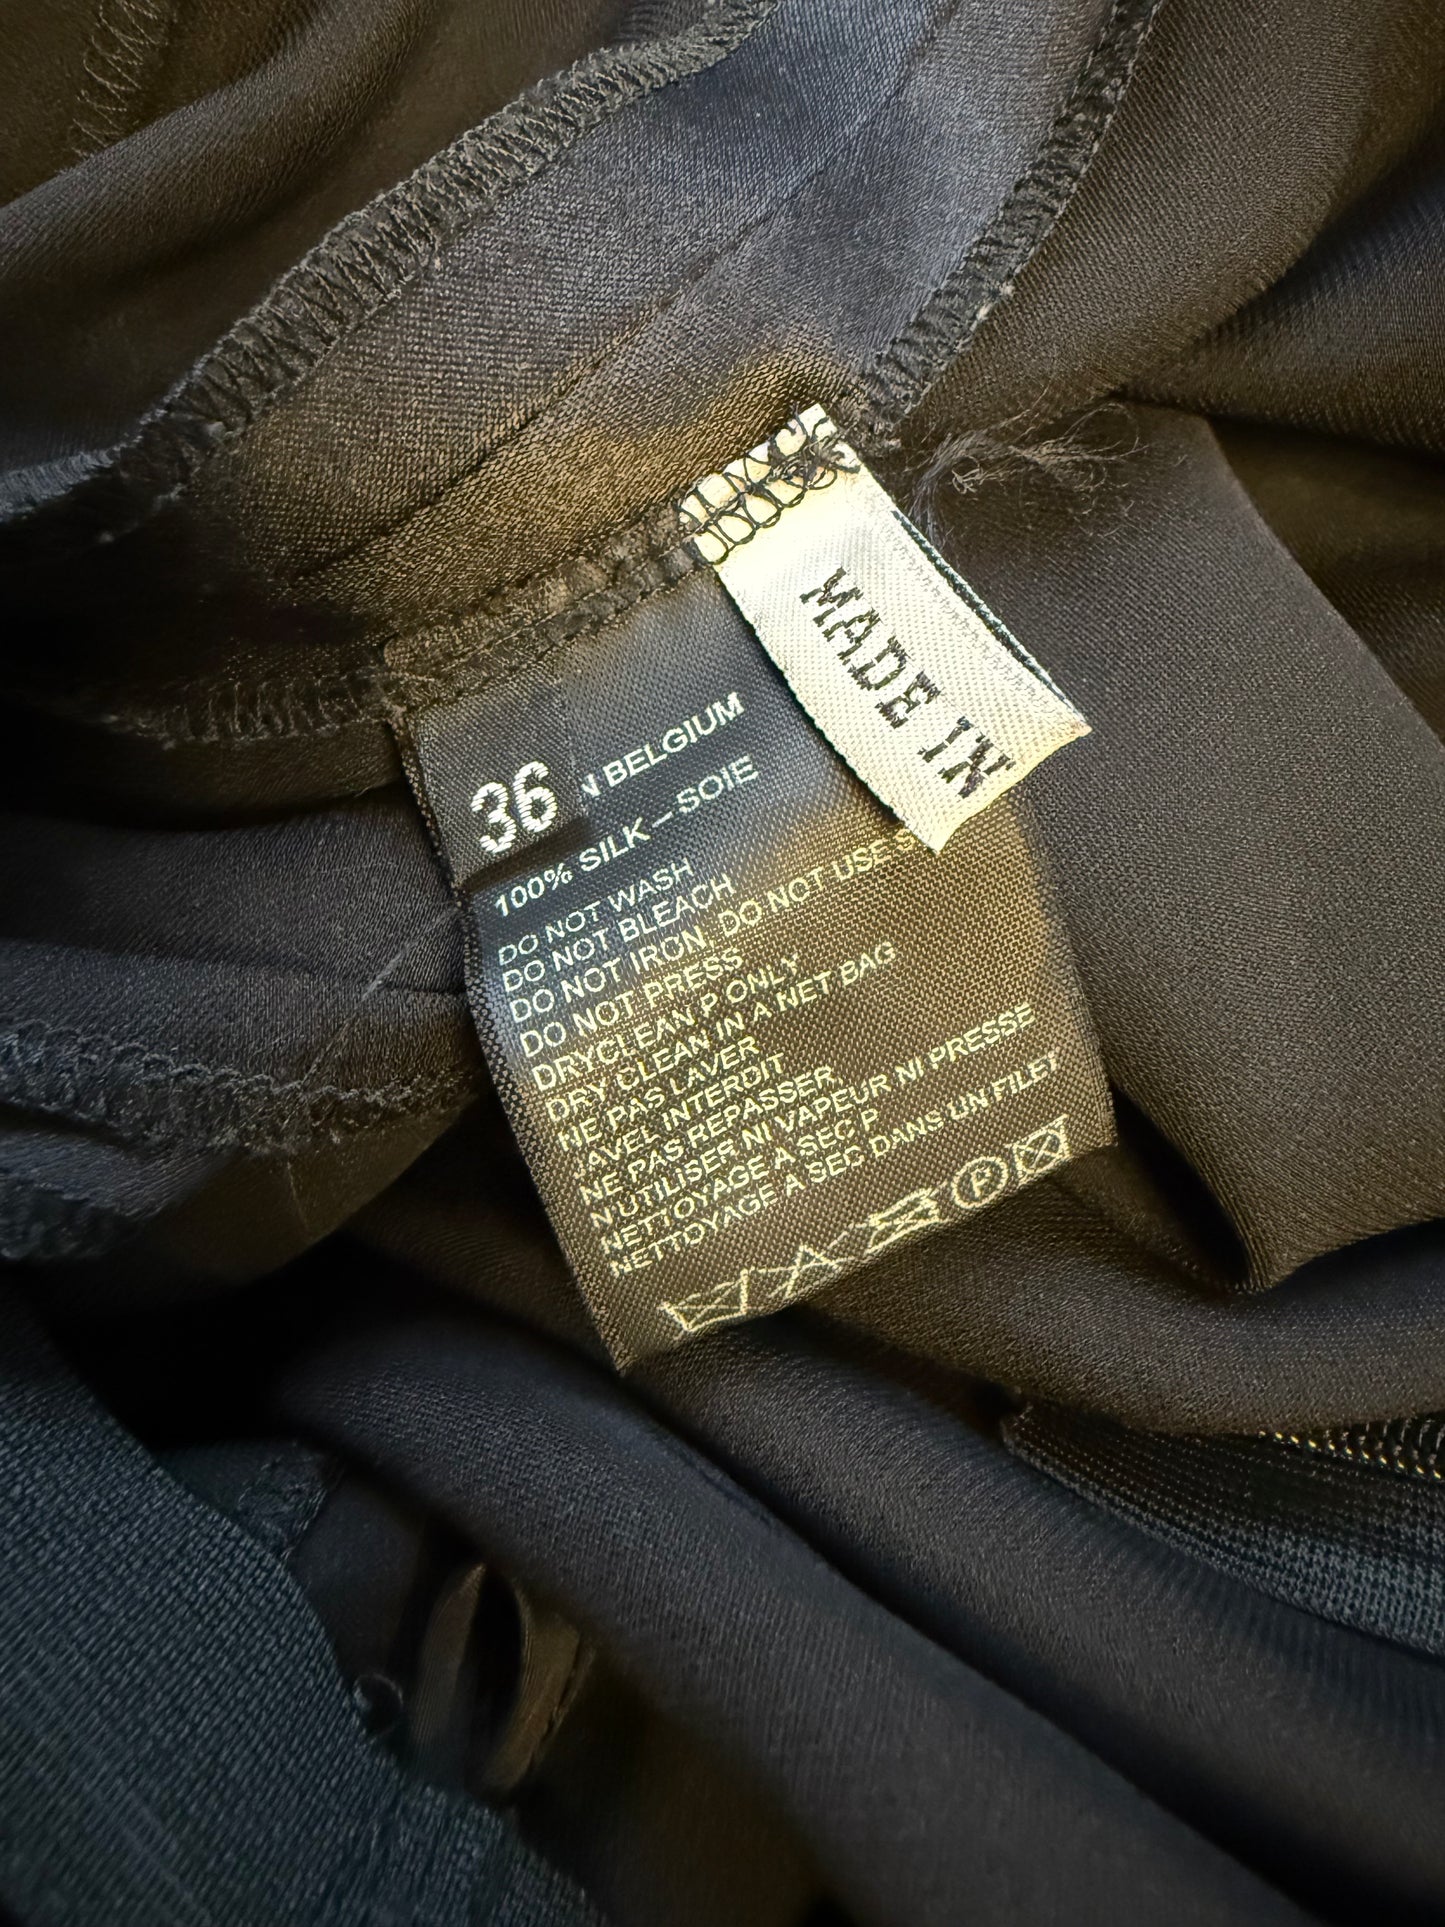 MADE IN
36
N BELGIUM
100% SILK – SOIE
DO NOT WASH
DO NOT BLEACH
DO NOT IRON, DO NOT USE S
DO NOT PRESS
DRYCLEAN P ONLY
DRY CLEAN IN A NET BAG
NE PAS LAVER
JAVEL INTERDIT
NE PAS REPASSER
N'UTILISER NI VAPEUR NI PRESSE
NETTOYAGE A SEC P
NETTOYAGE A SEC DANS UN FILET
P